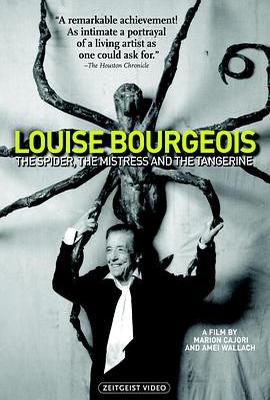 "A remarkable achievement!
As intimate a portrayal
of a living artist as
one could ask for."
–The Houston Chronicle
LOUISE BOURGEOIS
THE SPIDER, THE MISTRESS AND THE TANGERINE
A FILM BY
MARION CAJORI
AND AMEI WALLACH
ZEITGEIST VIDEO